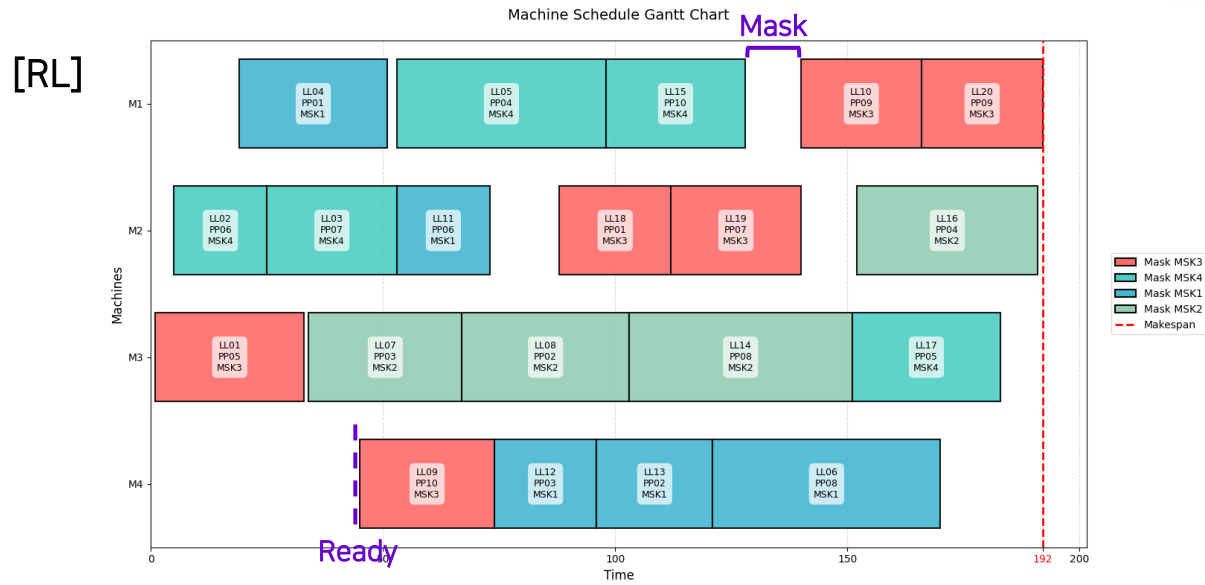 Machine Schedule Gantt Chart
Mask
[RL]
M1
LL04
PP01
MSK1
LL05
PP04
MSK4
LL15
PP10
MSK4
LL10
PP09
MSK3
LL20
PP09
MSK3
M2
LL02
PP06
MSK4
LL03
PP07
MSK4
LL11
PP06
MSK1
LL18
PP01
MSK3
LL19
PP07
MSK3
LL16
PP04
MSK2
Machines
M3
LL01
PP05
MSK3
LL07
PP03
MSK2
LL08
PP02
MSK2
LL14
PP08
MSK2
LL17
PP05
MSK4
Mask MSK3
Mask MSK4
Mask MSK1
Mask MSK2
Makespan
M4
LL09
PP10
MSK3
LL12
PP03
MSK1
LL13
PP02
MSK1
LL06
PP08
MSK1
Ready
0 100 150 192 200
Time